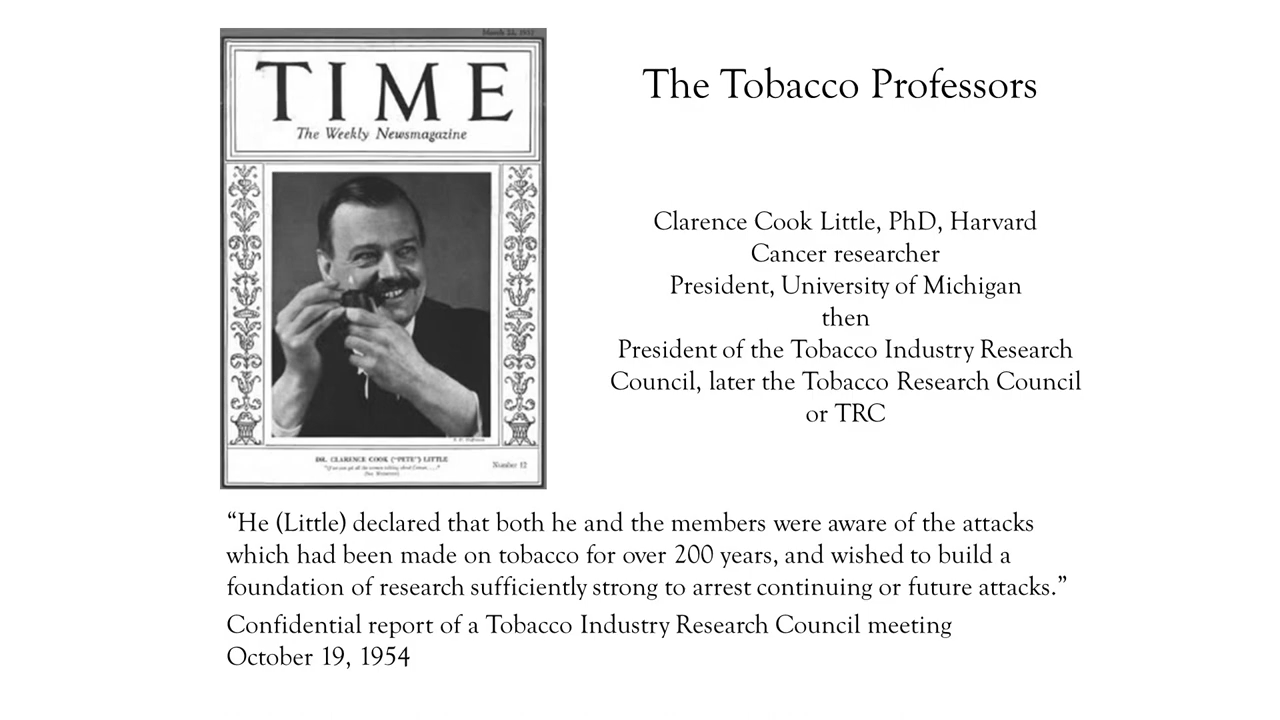 March 22, 1937
TIME
The Weekly Newsmagazine
DR. CLARENCE COOK ("PETE") LITTLE
Number 12
The Tobacco Professors
Clarence Cook Little, PhD, Harvard
Cancer researcher
President, University of Michigan
then
President of the Tobacco Industry Research
Council, later the Tobacco Research Council
or TRC
“He (Little) declared that both he and the members were aware of the attacks
which had been made on tobacco for over 200 years, and wished to build a
foundation of research sufficiently strong to arrest continuing or future attacks.”
Confidential report of a Tobacco Industry Research Council meeting
October 19, 1954